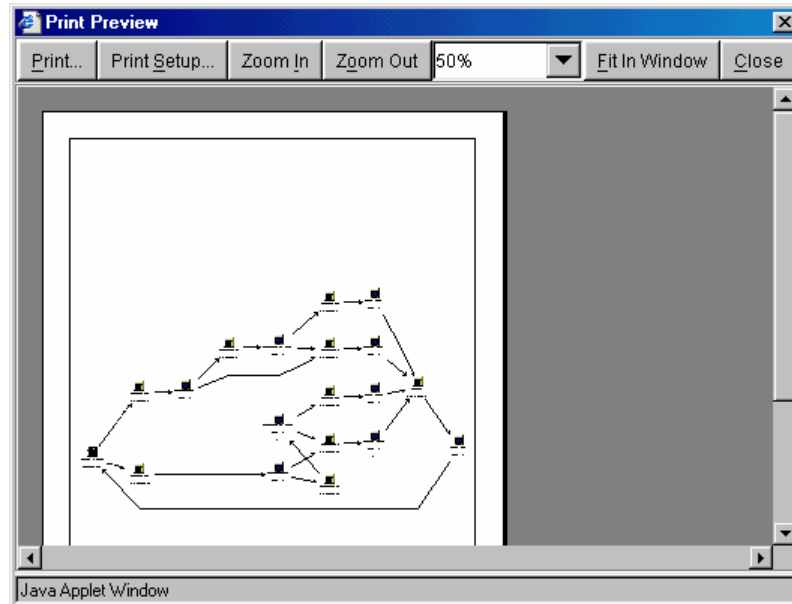 Print Preview
Print... Print Setup... Zoom In Zoom Out 50% Fit In Window Close
Java Applet Window